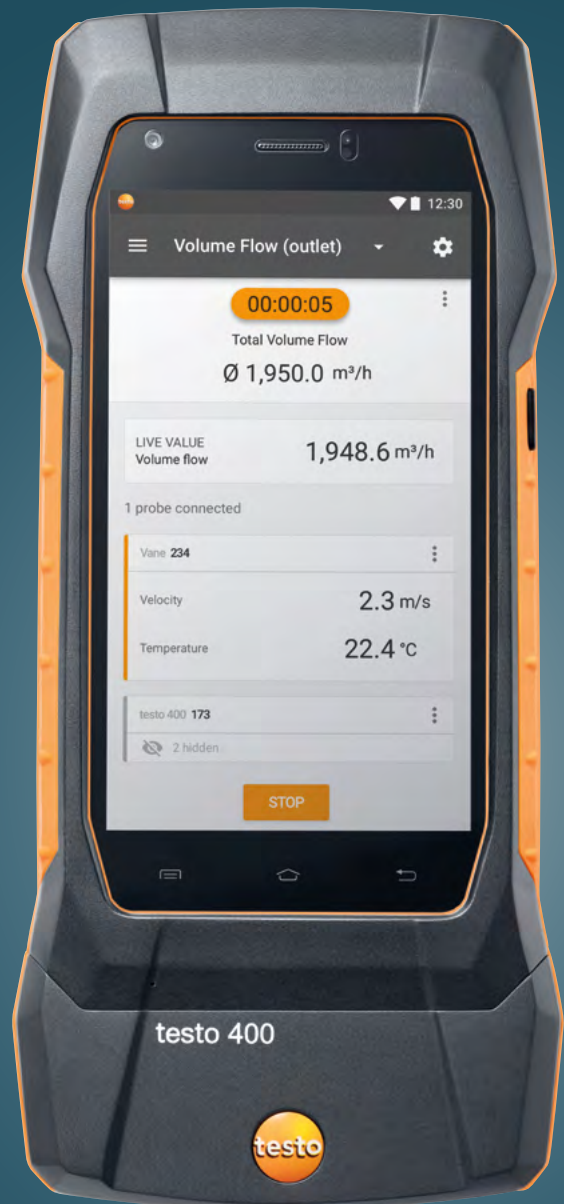 testo
12:30
Volume Flow (outlet)
00:00:05
Total Volume Flow
Ø 1,950.0 m³/h
LIVE VALUE
Volume flow
1,948.6 m³/h
1 probe connected
Vane 234
Velocity
2.3 m/s
Temperature
22.4 °C
testo 400 173
2 hidden
STOP
testo 400
testo